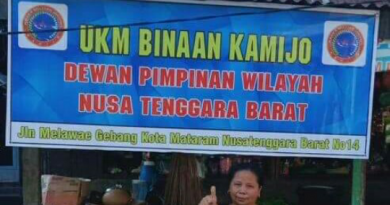 UKM BINAAN KAMIJO
DEWAN PIMPINAN WILAYAH
NUSA TENGGARA BARAT
Jln Melawae Gebang Kota Mataram Nusatenggara Barat No14